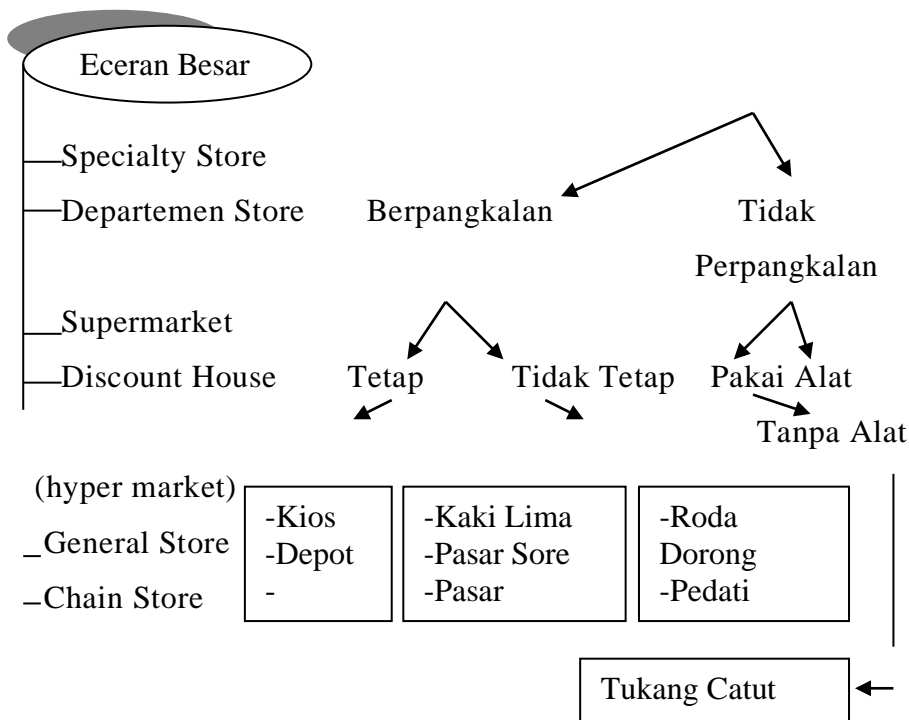 Eceran Besar
Specialty Store
Departemen Store Berpangkalan Tidak
Perpangkalan
Supermarket
Discount House Tetap Tidak Tetap Pakai Alat
Tanpa Alat
(hyper market)
General Store
Chain Store
-Kios
-Depot
-
-Kaki Lima
-Pasar Sore
-Pasar
-Roda
Dorong
-Pedati
Tukang Catut